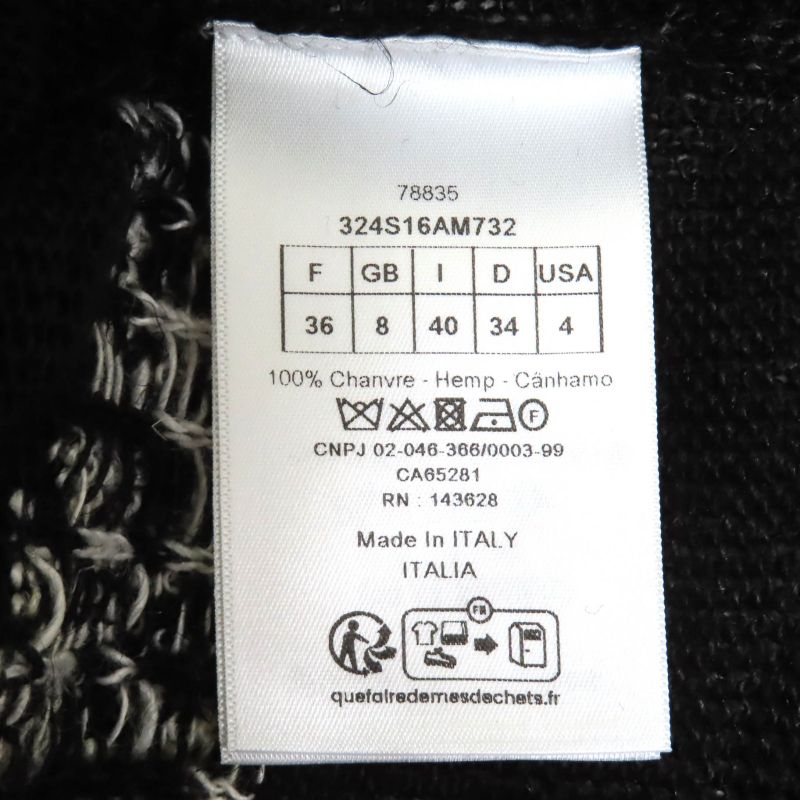 78835
324S16AM732
F GB I D USA
36 8 40 34 4
100% Chanvre - Hemp - Cânhamo
F
CNPJ 02-046-366/0003-99
CA65281
RN : 143628
Made In ITALY
ITALIA
FR
quefairedemesdechets.fr